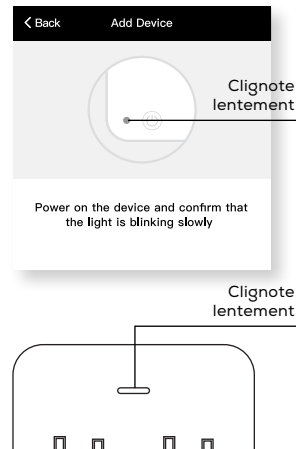 Back
Add Device
Clignote
lentement
Power on the device and confirm that
the light is blinking slowly
Clignote
lentement